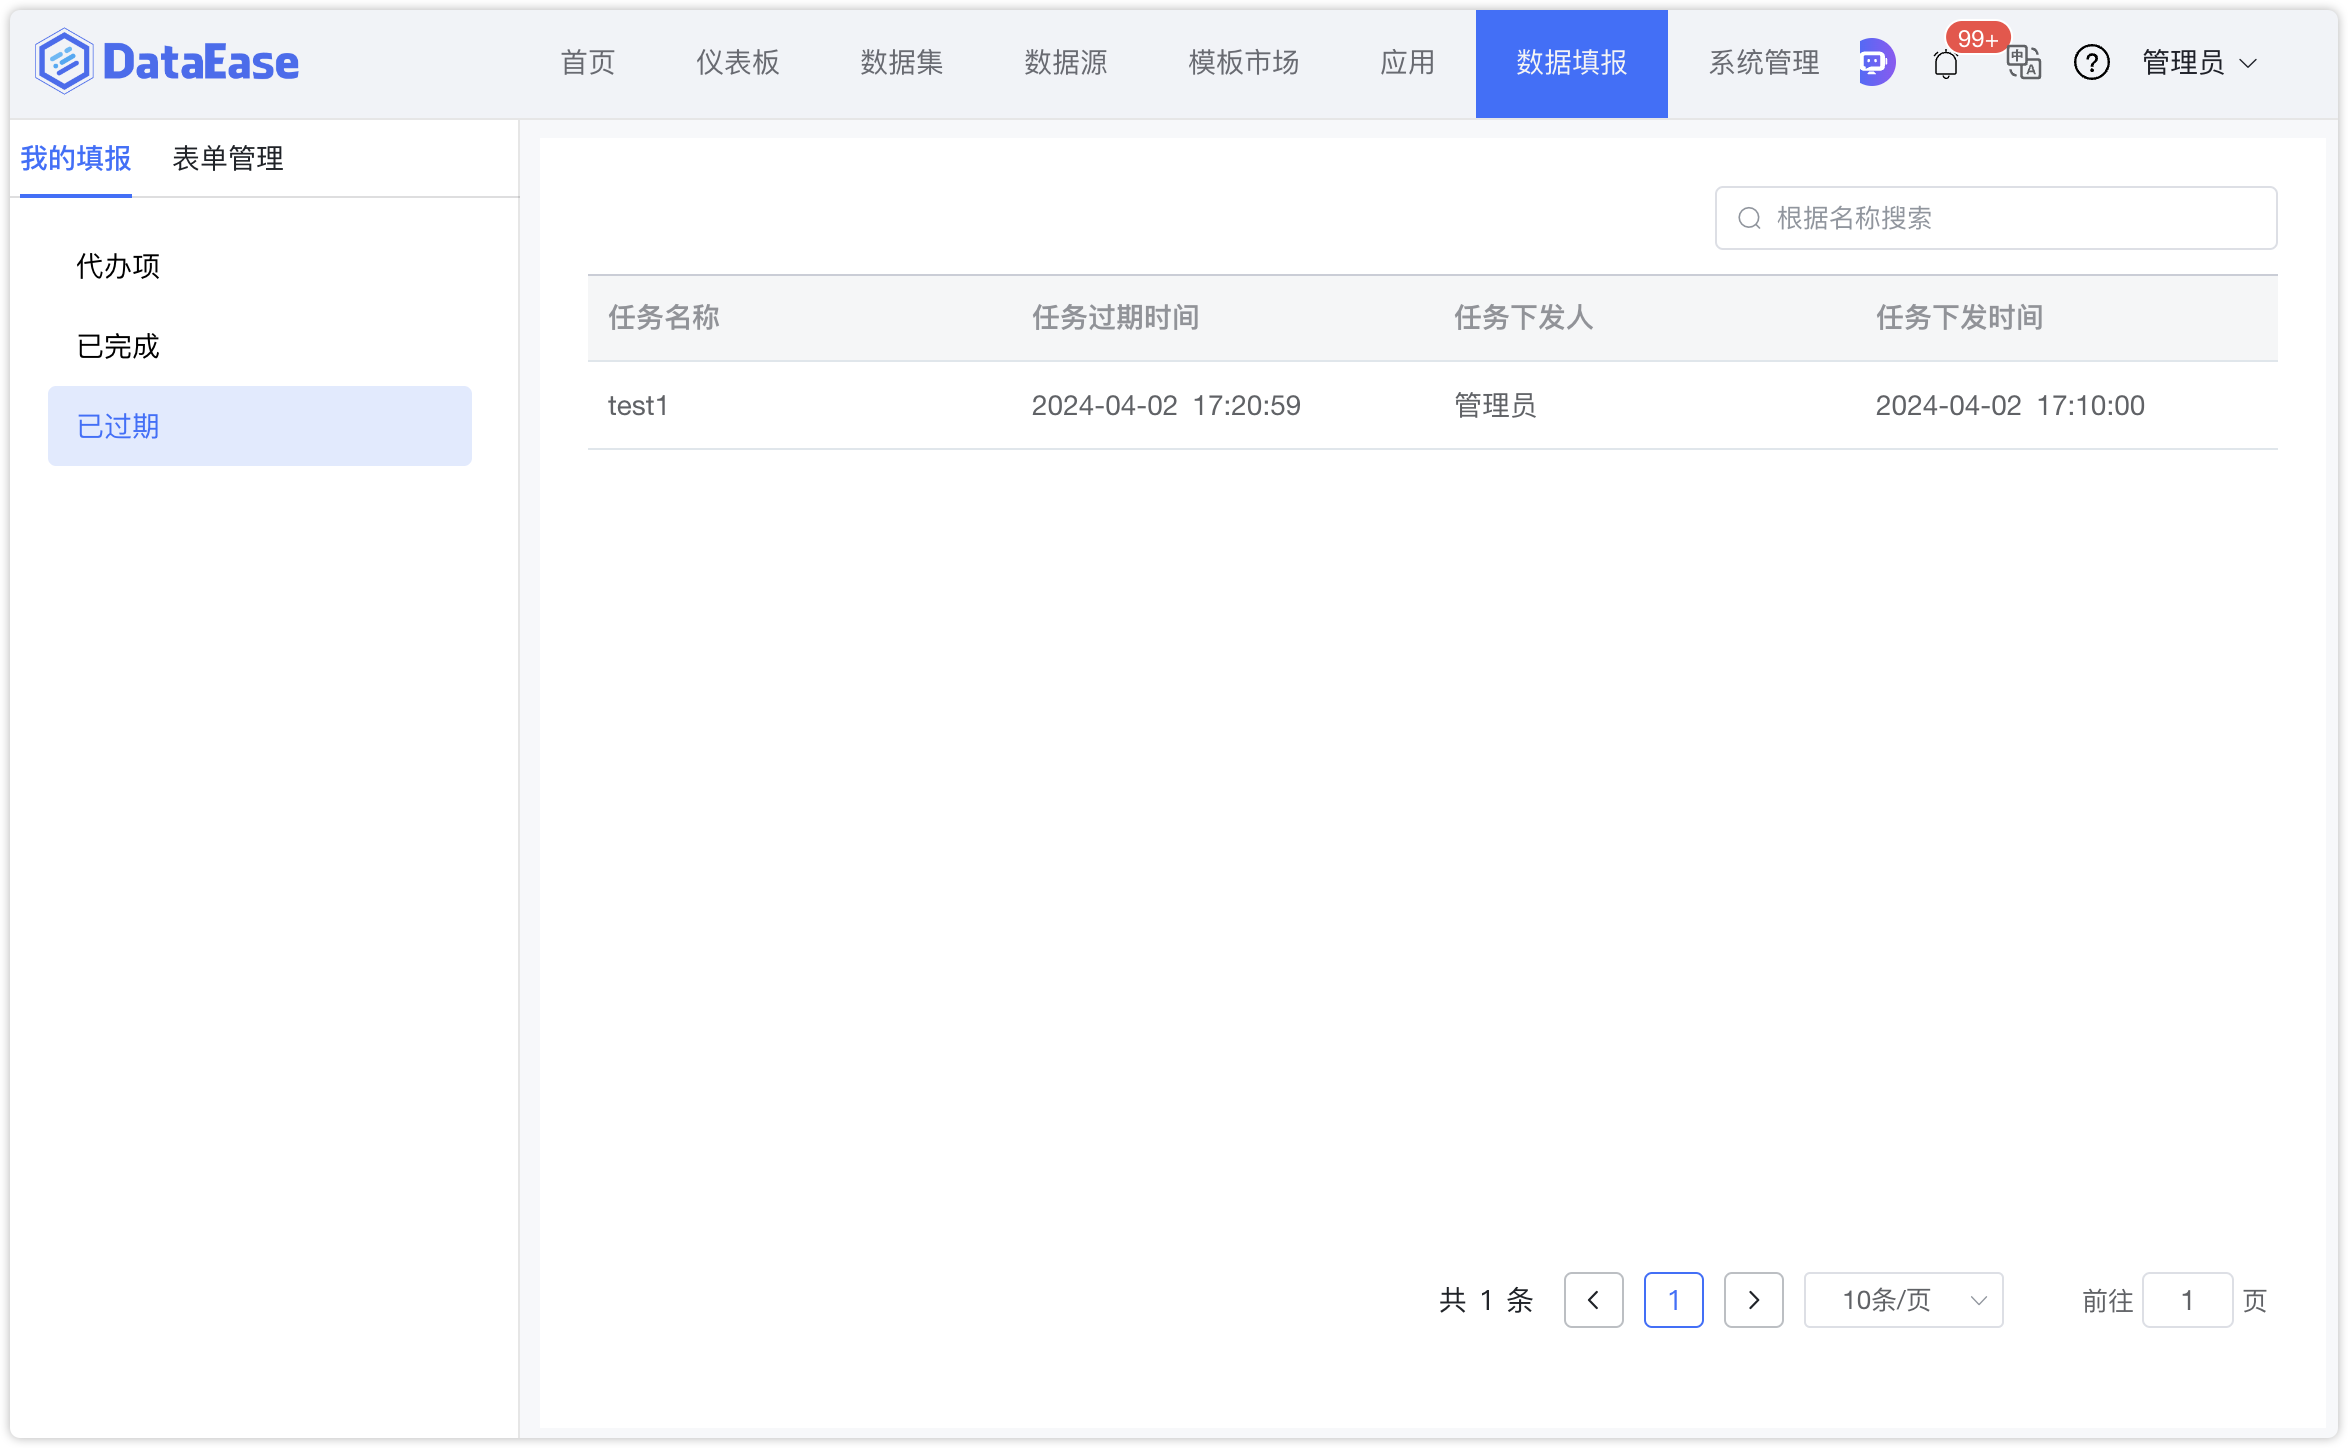 DataEase 首页 仪表板 数据集 数据源 模板市场 应用 数据填报 系统管理 99+ 管理员
我的填报 表单管理
代办项
已完成
已过期
根据名称搜索
任务名称 任务过期时间 任务下发人 任务下发时间
test1 2024-04-02 17:20:59 管理员 2024-04-02 17:10:00
共 1 条 1 10条/页 前往 1 页